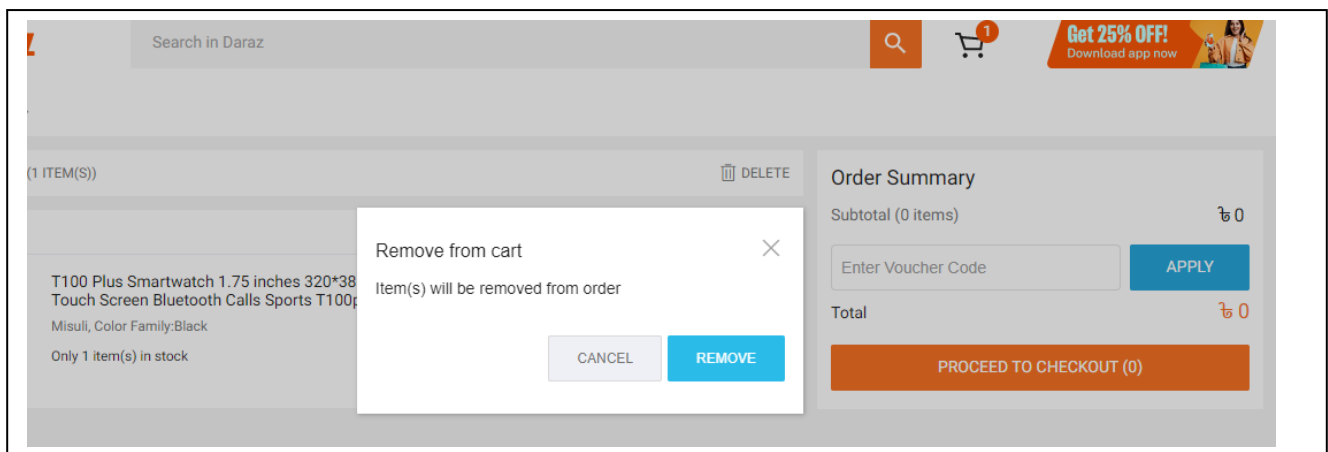 Search in Daraz
1
Get 25% OFF!
Download app now
(1 ITEM(S))
DELETE
Order Summary
Subtotal (0 items)
৳ 0
Remove from cart
Item(s) will be removed from order
CANCEL
REMOVE
Enter Voucher Code
APPLY
T100 Plus Smartwatch 1.75 inches 320*38
Touch Screen Bluetooth Calls Sports T100p
Misuli, Color Family:Black
Only 1 item(s) in stock
Total
৳ 0
PROCEED TO CHECKOUT (0)